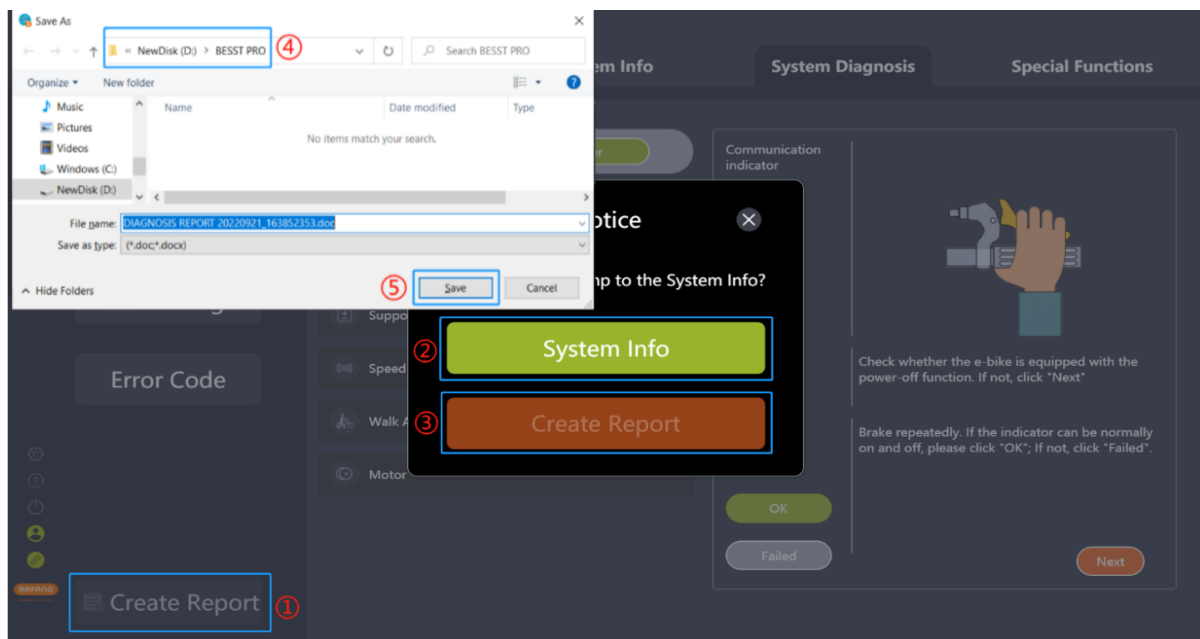 Save As
NewDisk (D:) > BESST PRO
④
Search BESST PRO
Organize
New folder
Music
Pictures
Videos
Windows (C:)
NewDisk (D:)
Name
Date modified
Type
No items match your search.
File name:
DIAGNOSIS REPORT 20220921_163852353.doc
Save as type:
(*.doc;*.docx)
Hide Folders
⑤
Save
Cancel
Info
System Diagnosis
Special Functions
Error Code
Speed
Walk
Motor
to the System Info?
② System Info
③ Create Report
Communication
indicator
Check whether the e-bike is equipped with the
power-off function. If not, click "Next"
Brake repeatedly. If the indicator can be normally
on and off, please click "OK"; If not, click "Failed".
OK
Failed
Next
BAFANG
Create Report ①